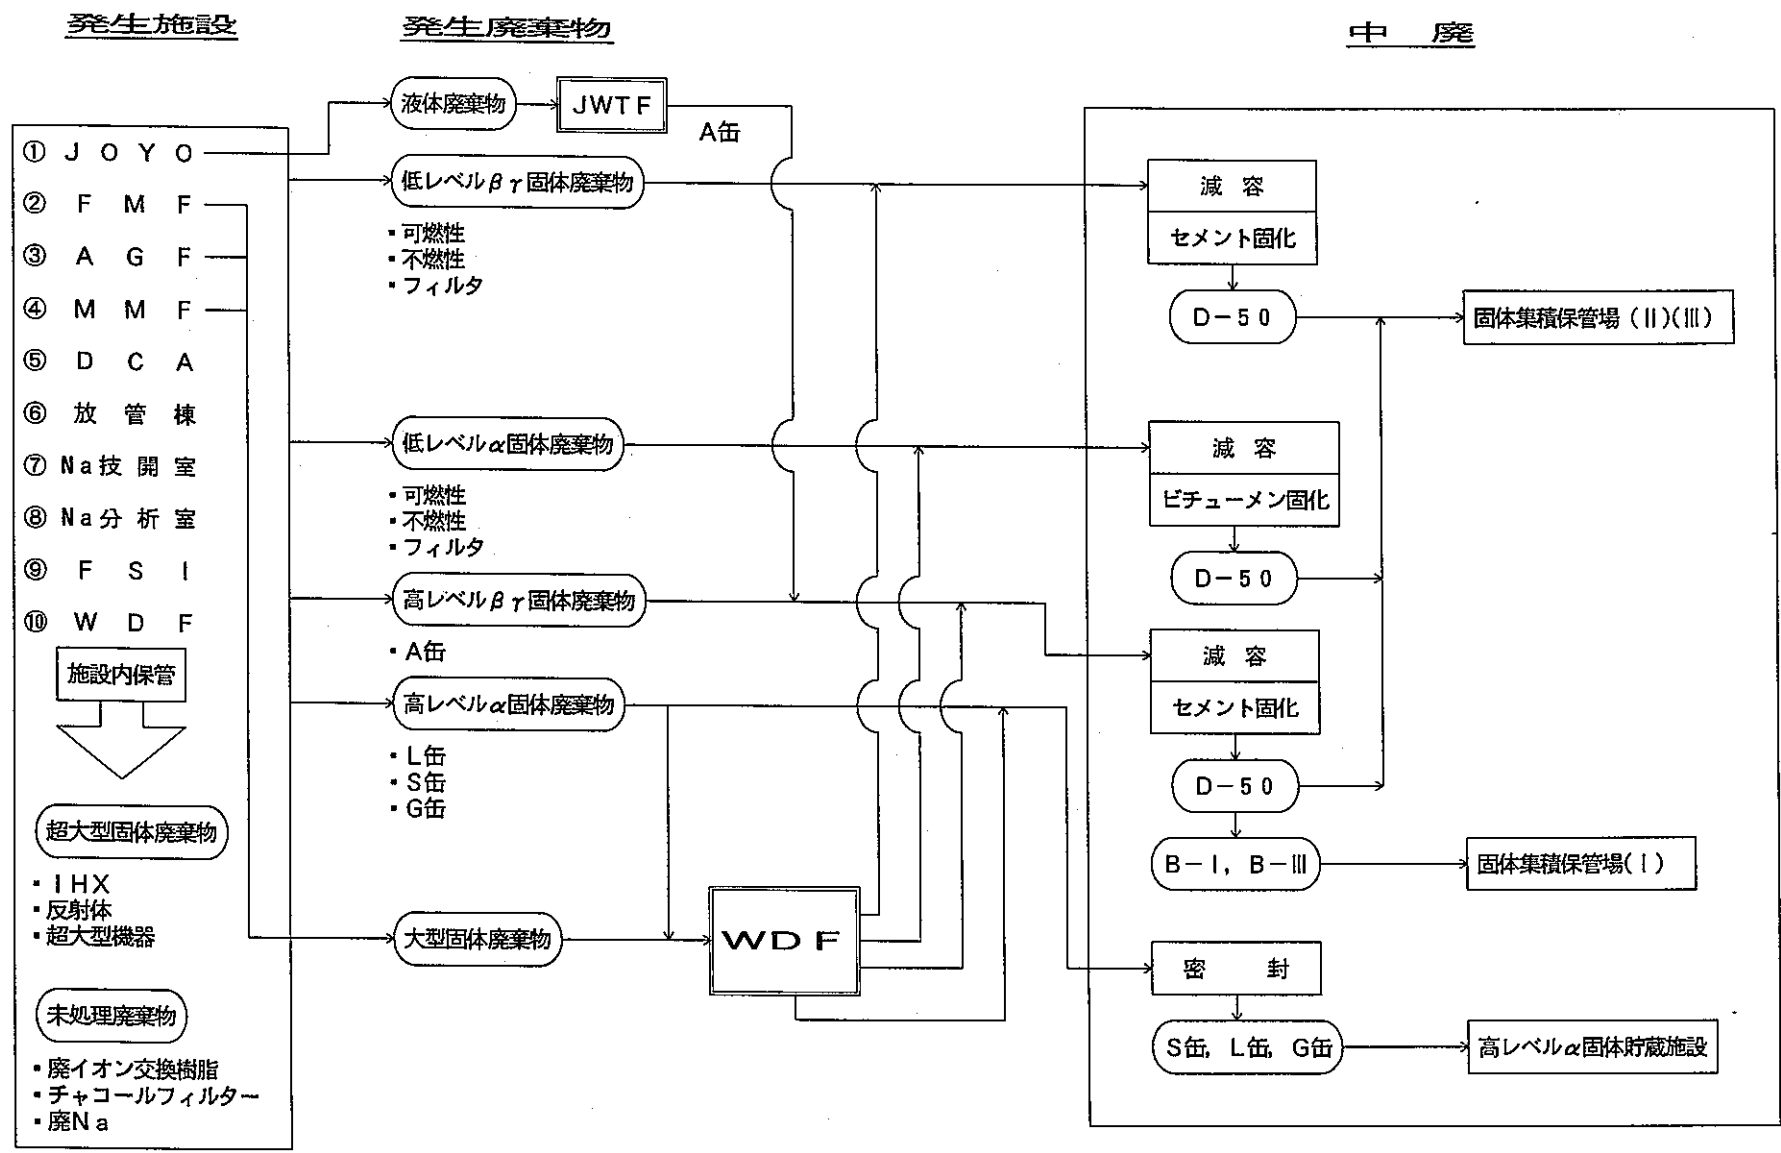 発生施設
発生廃棄物
中 廃
① J O Y O
② F M F
③ A G F
④ M M F
⑤ D C A
⑥ 放 管 棟
⑦ Na技 開 室
⑧ Na分 析 室
⑨ F S I
⑩ W D F
施設内保管
超大型固体廃棄物
・IHX
・反射体
・超大型機器
未処理廃棄物
・廃イオン交換樹脂
・チャコールフィルター
・廃Na
液体廃棄物
JWTF
A缶
低レベルβγ固体廃棄物
・可燃性
・不燃性
・フィルタ
低レベルα固体廃棄物
・可燃性
・不燃性
・フィルタ
高レベルβγ固体廃棄物
・A缶
高レベルα固体廃棄物
・L缶
・S缶
・G缶
大型固体廃棄物
WDF
減 容
セメント固化
D-50
固体集積保管場(Ⅱ)(Ⅲ)
減 容
ビチューメン固化
D-50
減 容
セメント固化
D-50
B-Ⅰ, B-Ⅲ
固体集積保管場(Ⅰ)
密 封
S缶, L缶, G缶
高レベルα固体貯蔵施設